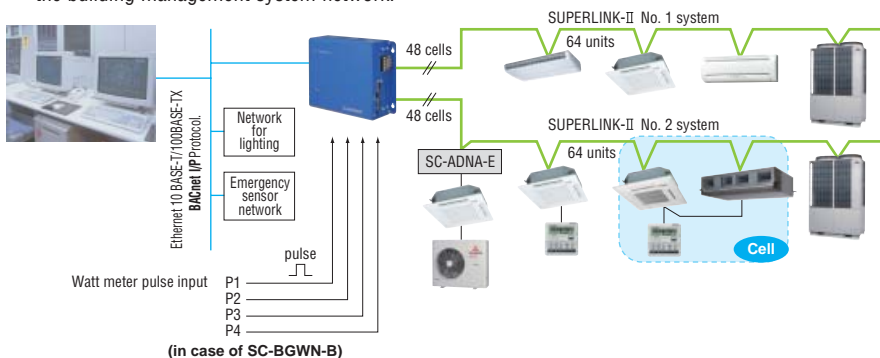 the building management system network.
SUPERLINK-II No. 1 system
48 cells
64 units
48 cells
SUPERLINK-II No. 2 system
64 units
SC-ADNA-E
Cell
Ethernet 10 BASE-T/100BASE-TX
BACnet I/P Protocol.
Network
for
lighting
Emergency
sensor
network
pulse
Watt meter pulse input
P1
P2
P3
P4
(in case of SC-BGWN-B)